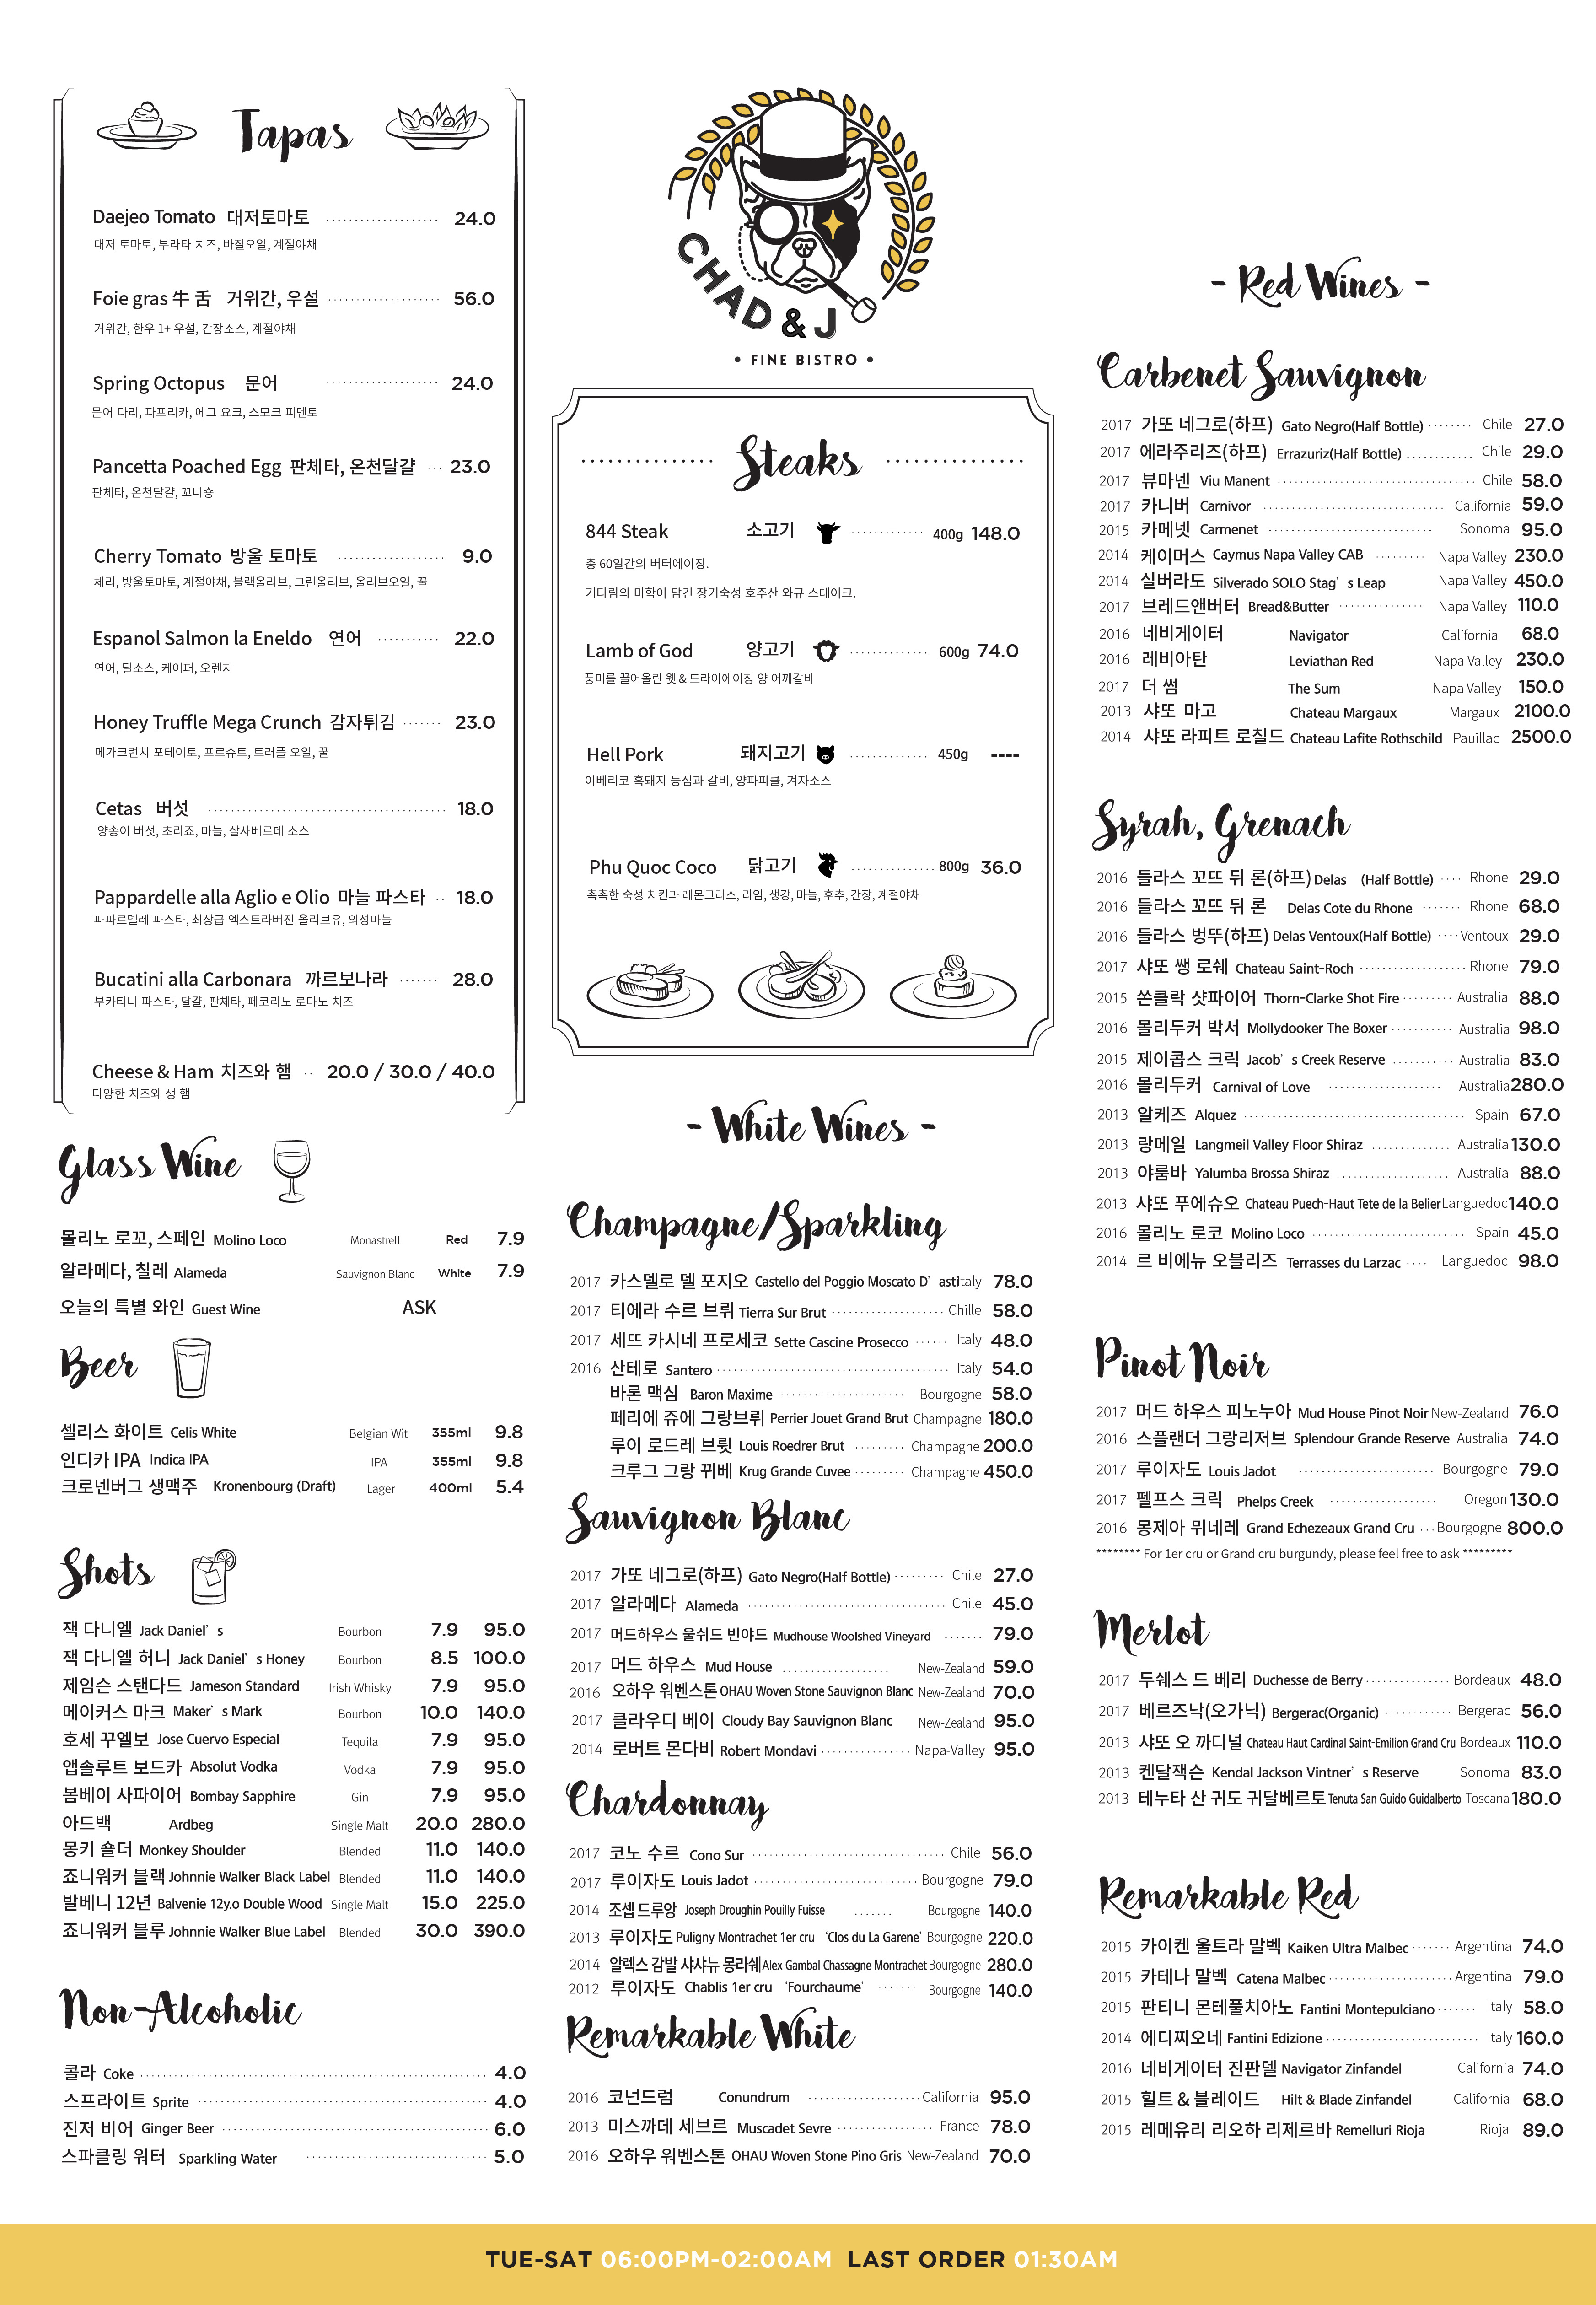 Tapas
Daejeo Tomato 대저토마토 24.0
대저 토마토, 부라타 치즈, 바질오일, 계절야채
Foie gras 牛 舌 거위간, 우설 56.0
거위간, 한우 1+ 우설, 간장소스, 계절야채
Spring Octopus 문어 24.0
문어 다리, 파프리카, 에그 요크, 스모크 피멘토
Pancetta Poached Egg 판체타, 온천달걀 23.0
판체타, 온천달걀, 꼬니숑
Cherry Tomato 방울 토마토 9.0
체리, 방울토마토, 계절야채, 블랙올리브, 그린올리브, 올리브오일, 꿀
Espanol Salmon la Eneldo 연어 22.0
연어, 딜소스, 케이퍼, 오렌지
Honey Truffle Mega Crunch 감자튀김 23.0
메가크런치 포테이토, 프로슈토, 트러플 오일, 꿀
Cetas 버섯 18.0
양송이 버섯, 초리죠, 마늘, 살사베르데 소스
Pappardelle alla Aglio e Olio 마늘 파스타 18.0
파파르델레 파스타, 최상급 엑스트라버진 올리브유, 의성마늘
Bucatini alla Carbonara 까르보나라 28.0
부카티니 파스타, 달걀, 판체타, 페코리노 로마노 치즈
Cheese & Ham 치즈와 햄 20.0 / 30.0 / 40.0
다양한 치즈와 생 햄
Glass Wine
몰리노 로꼬, 스페인 Molino Loco Monastrell Red 7.9
알라메다, 칠레 Alameda Sauvignon Blanc White 7.9
오늘의 특별 와인 Guest Wine ASK
Beer
셀리스 화이트 Celis White Belgian Wit 355ml 9.8
인디카 IPA Indica IPA IPA 355ml 9.8
크로넨버그 생맥주 Kronenbourg (Draft) Lager 400ml 5.4
Shots
잭 다니엘 Jack Daniel's Bourbon 7.9 95.0
잭 다니엘 허니 Jack Daniel's Honey Bourbon 8.5 100.0
제임슨 스탠다드 Jameson Standard Irish Whisky 7.9 95.0
메이커스 마크 Maker's Mark Bourbon 10.0 140.0
호세 꾸엘보 Jose Cuervo Especial Tequila 7.9 95.0
앱솔루트 보드카 Absolut Vodka Vodka 7.9 95.0
봄베이 사파이어 Bombay Sapphire Gin 7.9 95.0
아드백 Ardbeg Single Malt 20.0 280.0
몽키 숄더 Monkey Shoulder Blended 11.0 140.0
죠니워커 블랙 Johnnie Walker Black Label Blended 11.0 140.0
발베니 12년 Balvenie 12y.o Double Wood Single Malt 15.0 225.0
죠니워커 블루 Johnnie Walker Blue Label Blended 30.0 390.0
Non-Alcoholic
콜라 Coke 4.0
스프라이트 Sprite 4.0
진저 비어 Ginger Beer 6.0
스파클링 워터 Sparkling Water 5.0
CHAD & J
• FINE BISTRO •
Steaks
844 Steak 소고기 400g 148.0
총 60일간의 버터에이징.
기다림의 미학이 담긴 장기숙성 호주산 와규 스테이크.
Lamb of God 양고기 600g 74.0
풍미를 끌어올린 웻 & 드라이에이징 양 어깨갈비
Hell Pork 돼지고기 450g ----
이베리코 흑돼지 등심과 갈비, 양파피클, 겨자소스
Phu Quoc Coco 닭고기 800g 36.0
촉촉한 숙성 치킨과 레몬그라스, 라임, 생강, 마늘, 후추, 간장, 계절야채
- White Wines -
Champagne/Sparkling
2017 카스델로 델 포지오 Castello del Poggio Moscato D'asti Italy 78.0
2017 티에라 수르 브뤼 Tierra Sur Brut Chille 58.0
2017 세뜨 카시네 프로세코 Sette Cascine Prosecco Italy 48.0
2016 산테로 Santero Italy 54.0
바론 맥심 Baron Maxime Bourgogne 58.0
페리에 쥬에 그랑브뤼 Perrier Jouet Grand Brut Champagne 180.0
루이 로드레 브륏 Louis Roedrer Brut Champagne 200.0
크루그 그랑 뀌베 Krug Grande Cuvee Champagne 450.0
Sauvignon Blanc
2017 가또 네그로(하프) Gato Negro(Half Bottle) Chile 27.0
2017 알라메다 Alameda Chile 45.0
2017 머드하우스 울쉬드 빈야드 Mudhouse Woolshed Vineyard 79.0
2017 머드 하우스 Mud House New-Zealand 59.0
2016 오하우 워벤스톤 OHAU Woven Stone Sauvignon Blanc New-Zealand 70.0
2017 클라우디 베이 Cloudy Bay Sauvignon Blanc New-Zealand 95.0
2014 로버트 몬다비 Robert Mondavi Napa-Valley 95.0
Chardonnay
2017 코노 수르 Cono Sur Chile 56.0
2017 루이자도 Louis Jadot Bourgogne 79.0
2014 조셉 드루앙 Joseph Droughin Pouilly Fuisse Bourgogne 140.0
2013 루이자도 Puligny Montrachet 1er cru 'Clos du La Garene' Bourgogne 220.0
2014 알렉스 감발 샤샤뉴 몽라쉐 Alex Gambal Chassagne Montrachet Bourgogne 280.0
2012 루이자도 Chablis 1er cru 'Fourchaume' Bourgogne 140.0
Remarkable White
2016 코넌드럼 Conundrum California 95.0
2013 미스까데 세브르 Muscadet Sevre France 78.0
2016 오하우 워벤스톤 OHAU Woven Stone Pino Gris New-Zealand 70.0
- Red Wines -
Carbenet Sauvignon
2017 가또 네그로(하프) Gato Negro(Half Bottle) Chile 27.0
2017 에라주리즈(하프) Errazuriz(Half Bottle) Chile 29.0
2017 뷰마넨 Viu Manent Chile 58.0
2017 카니버 Carnivor California 59.0
2015 카메넷 Carmenet Sonoma 95.0
2014 케이머스 Caymus Napa Valley CAB Napa Valley 230.0
2014 실버라도 Silverado SOLO Stag's Leap Napa Valley 450.0
2017 브레드앤버터 Bread&Butter Napa Valley 110.0
2016 네비게이터 Navigator California 68.0
2016 레비아탄 Leviathan Red Napa Valley 230.0
2017 더 썸 The Sum Napa Valley 150.0
2013 샤또 마고 Chateau Margaux Margaux 2100.0
2014 샤또 라피트 로칠드 Chateau Lafite Rothschild Pauillac 2500.0
Syrah, Grenach
2016 들라스 꼬뜨 뒤 론(하프) Delas (Half Bottle) Rhone 29.0
2016 들라스 꼬뜨 뒤 론 Delas Cote du Rhone Rhone 68.0
2016 들라스 벙뚜(하프) Delas Ventoux(Half Bottle) Ventoux 29.0
2017 샤또 쌩 로쉐 Chateau Saint-Roch Rhone 79.0
2015 쏜클락 샷파이어 Thorn-Clarke Shot Fire Australia 88.0
2016 몰리두커 박서 Mollydooker The Boxer Australia 98.0
2015 제이콥스 크릭 Jacob's Creek Reserve Australia 83.0
2016 몰리두커 Carnival of Love Australia 280.0
2013 알케즈 Alquez Spain 67.0
2013 랑메일 Langmeil Valley Floor Shiraz Australia 130.0
2013 야룸바 Yalumba Brossa Shiraz Australia 88.0
2013 샤또 푸에슈오 Chateau Puech-Haut Tete de la Belier Languedoc 140.0
2016 몰리노 로코 Molino Loco Spain 45.0
2014 르 비에뉴 오블리즈 Terrasses du Larzac Languedoc 98.0
Pinot Noir
2017 머드 하우스 피노누아 Mud House Pinot Noir New-Zealand 76.0
2016 스플랜더 그랑리저브 Splendour Grande Reserve Australia 74.0
2017 루이자도 Louis Jadot Bourgogne 79.0
2017 펠프스 크릭 Phelps Creek Oregon 130.0
2016 몽제아 뮈네레 Grand Echezeaux Grand Cru Bourgogne 800.0
******** For 1er cru or Grand cru burgundy, please feel free to ask *********
Merlot
2017 두쉐스 드 베리 Duchesse de Berry Bordeaux 48.0
2017 베르즈낙(오가닉) Bergerac(Organic) Bergerac 56.0
2013 샤또 오 까디널 Chateau Haut Cardinal Saint-Emilion Grand Cru Bordeaux 110.0
2013 켄달잭슨 Kendal Jackson Vintner's Reserve Sonoma 83.0
2013 테누타 산 귀도 귀달베르토 Tenuta San Guido Guidalberto Toscana 180.0
Remarkable Red
2015 카이켄 울트라 말벡 Kaiken Ultra Malbec Argentina 74.0
2015 카테나 말벡 Catena Malbec Argentina 79.0
2015 판티니 몬테풀치아노 Fantini Montepulciano Italy 58.0
2014 에디찌오네 Fantini Edizione Italy 160.0
2016 네비게이터 진판델 Navigator Zinfandel California 74.0
2015 힐트 & 블레이드 Hilt & Blade Zinfandel California 68.0
2015 레메유리 리오하 리제르바 Remelluri Rioja Rioja 89.0
TUE-SAT 06:00PM-02:00AM LAST ORDER 01:30AM